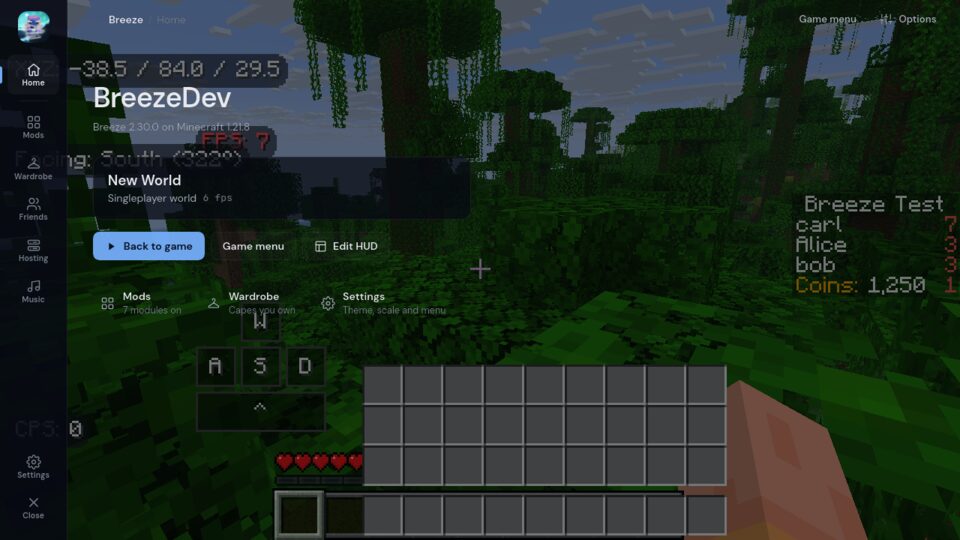 Breeze / Home
Game menu
Options
Home
-38.5 / 84.0 / 29.5
BreezeDev
Breeze 2.30.0 on Minecraft 1.21.8
FPS: 7
Mods
Facing: South (322°)
Wardrobe
New World
Singleplayer world 6 fps
Friends
Breeze Test
carl 7
Alice 3
bob 3
Coins: 1,250 1
Hosting
Back to game
Game menu
Edit HUD
Music
Mods
7 modules on
Wardrobe
Capes you own
Settings
Theme, scale and menu
W
A S D
^
CPS: 0
Settings
Close